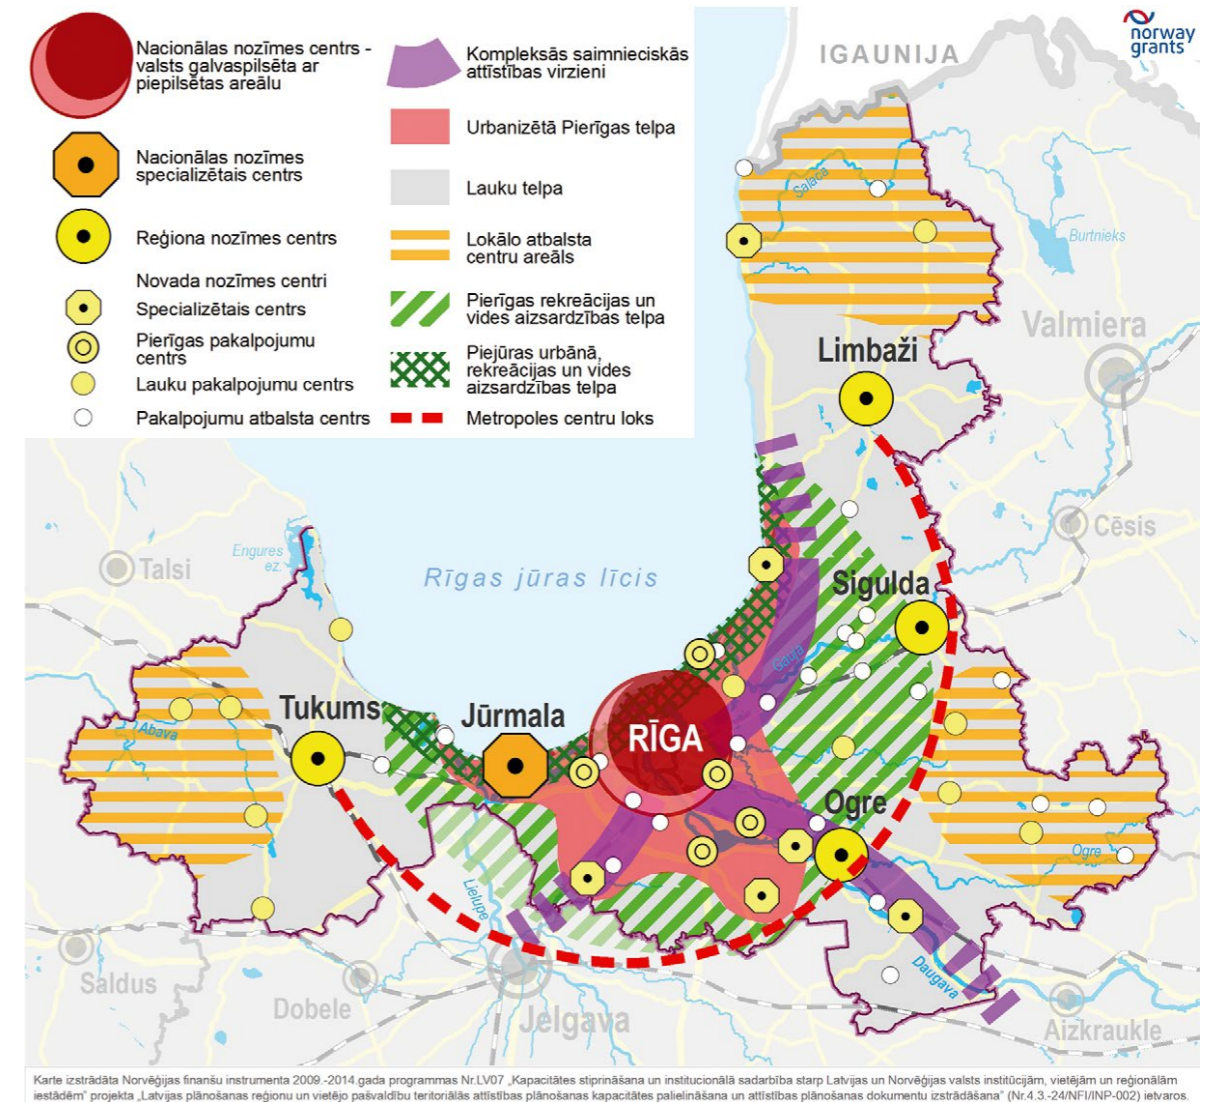 Nacionālas nozīmes centrs -
valsts galvaspilsēta ar
piepilsētas areālu
Nacionālas nozīmes
specializētais centrs
Reģiona nozīmes centrs
Novada nozīmes centri
Specializētais centrs
Pierīgas pakalpojumu
centrs
Lauku pakalpojumu centrs
Pakalpojumu atbalsta centrs
Kompleksās saimnieciskās
attīstības virzieni
Urbanizētā Pierīgas telpa
Lauku telpa
Lokālo atbalsta
centru areāls
Pierīgas rekreācijas un
vides aizsardzības telpa
Piejūras urbānā,
rekreācijas un vides
aizsardzības telpa
Metropoles centru loks
norway
grants
IGAUNIJA
Salaca
Burtnieks
Valmiera
Limbaži
Cēsis
Engures
ez.
Talsi
Rīgas jūras līcis
Sigulda
Gauja
Tukums
Jūrmala
RĪGA
Abava
Ogre
Ogre
Lielupe
Daugava
Saldus
Dobele
Jelgava
Aizkraukle
Karte izstrādāta Norvēģijas finanšu instrumenta 2009.-2014.gada programmas Nr.LV07 „Kapacitātes stiprināšana un institucionālā sadarbība starp Latvijas un Norvēģijas valsts institūcijām, vietējām un reģionālām
iestādēm" projekta „Latvijas plānošanas reģionu un vietējo pašvaldību teritoriālās attīstības plānošanas kapacitātes palielināšana un attīstības plānošanas dokumentu izstrādāšana" (Nr.4.3.-24/NFI/INP-002) ietvaros.